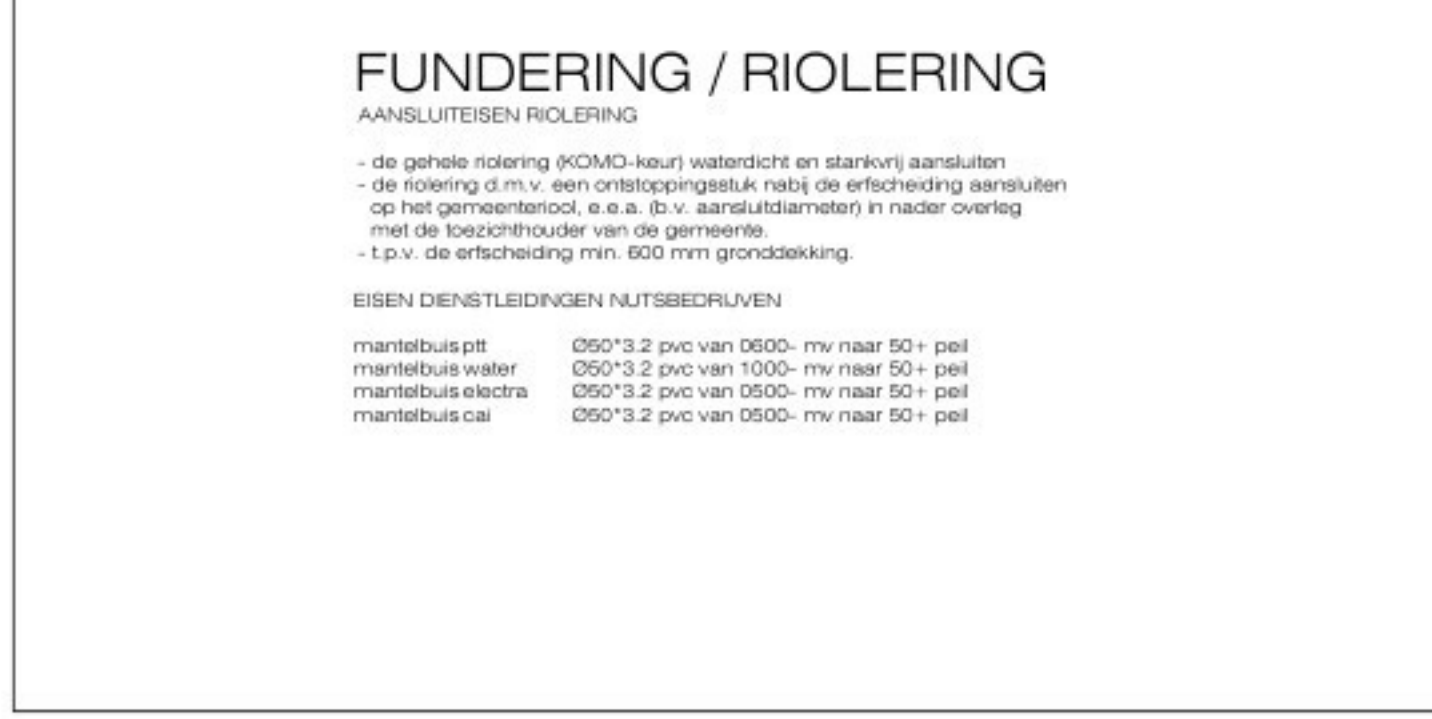 FUNDERING / RIOLERING
AANSLUITEISEN RIOLERING
- de gehele riolering (KOMO-keur) waterdicht en stankvrij aansluiten
- de riolering d.m.v. een ontstoppingsstuk nabij de erfscheiding aansluiten
op het gemeenteriool, e.e.a. (b.v. aansluitdiameter) in nader overleg
met de toezichthouder van de gemeente.
- t.p.v. de erfscheiding min. 600 mm gronddekking.
EISEN DIENSTLEIDINGEN NUTSBEDRIJVEN
mantelbuis ptt Ø50*3.2 pvc van 0600- mv naar 50+ peil
mantelbuis water Ø50*3.2 pvc van 1000- mv naar 50+ peil
mantelbuis electra Ø50*3.2 pvc van 0500- mv naar 50+ peil
mantelbuis cai Ø50*3.2 pvc van 0500- mv naar 50+ peil